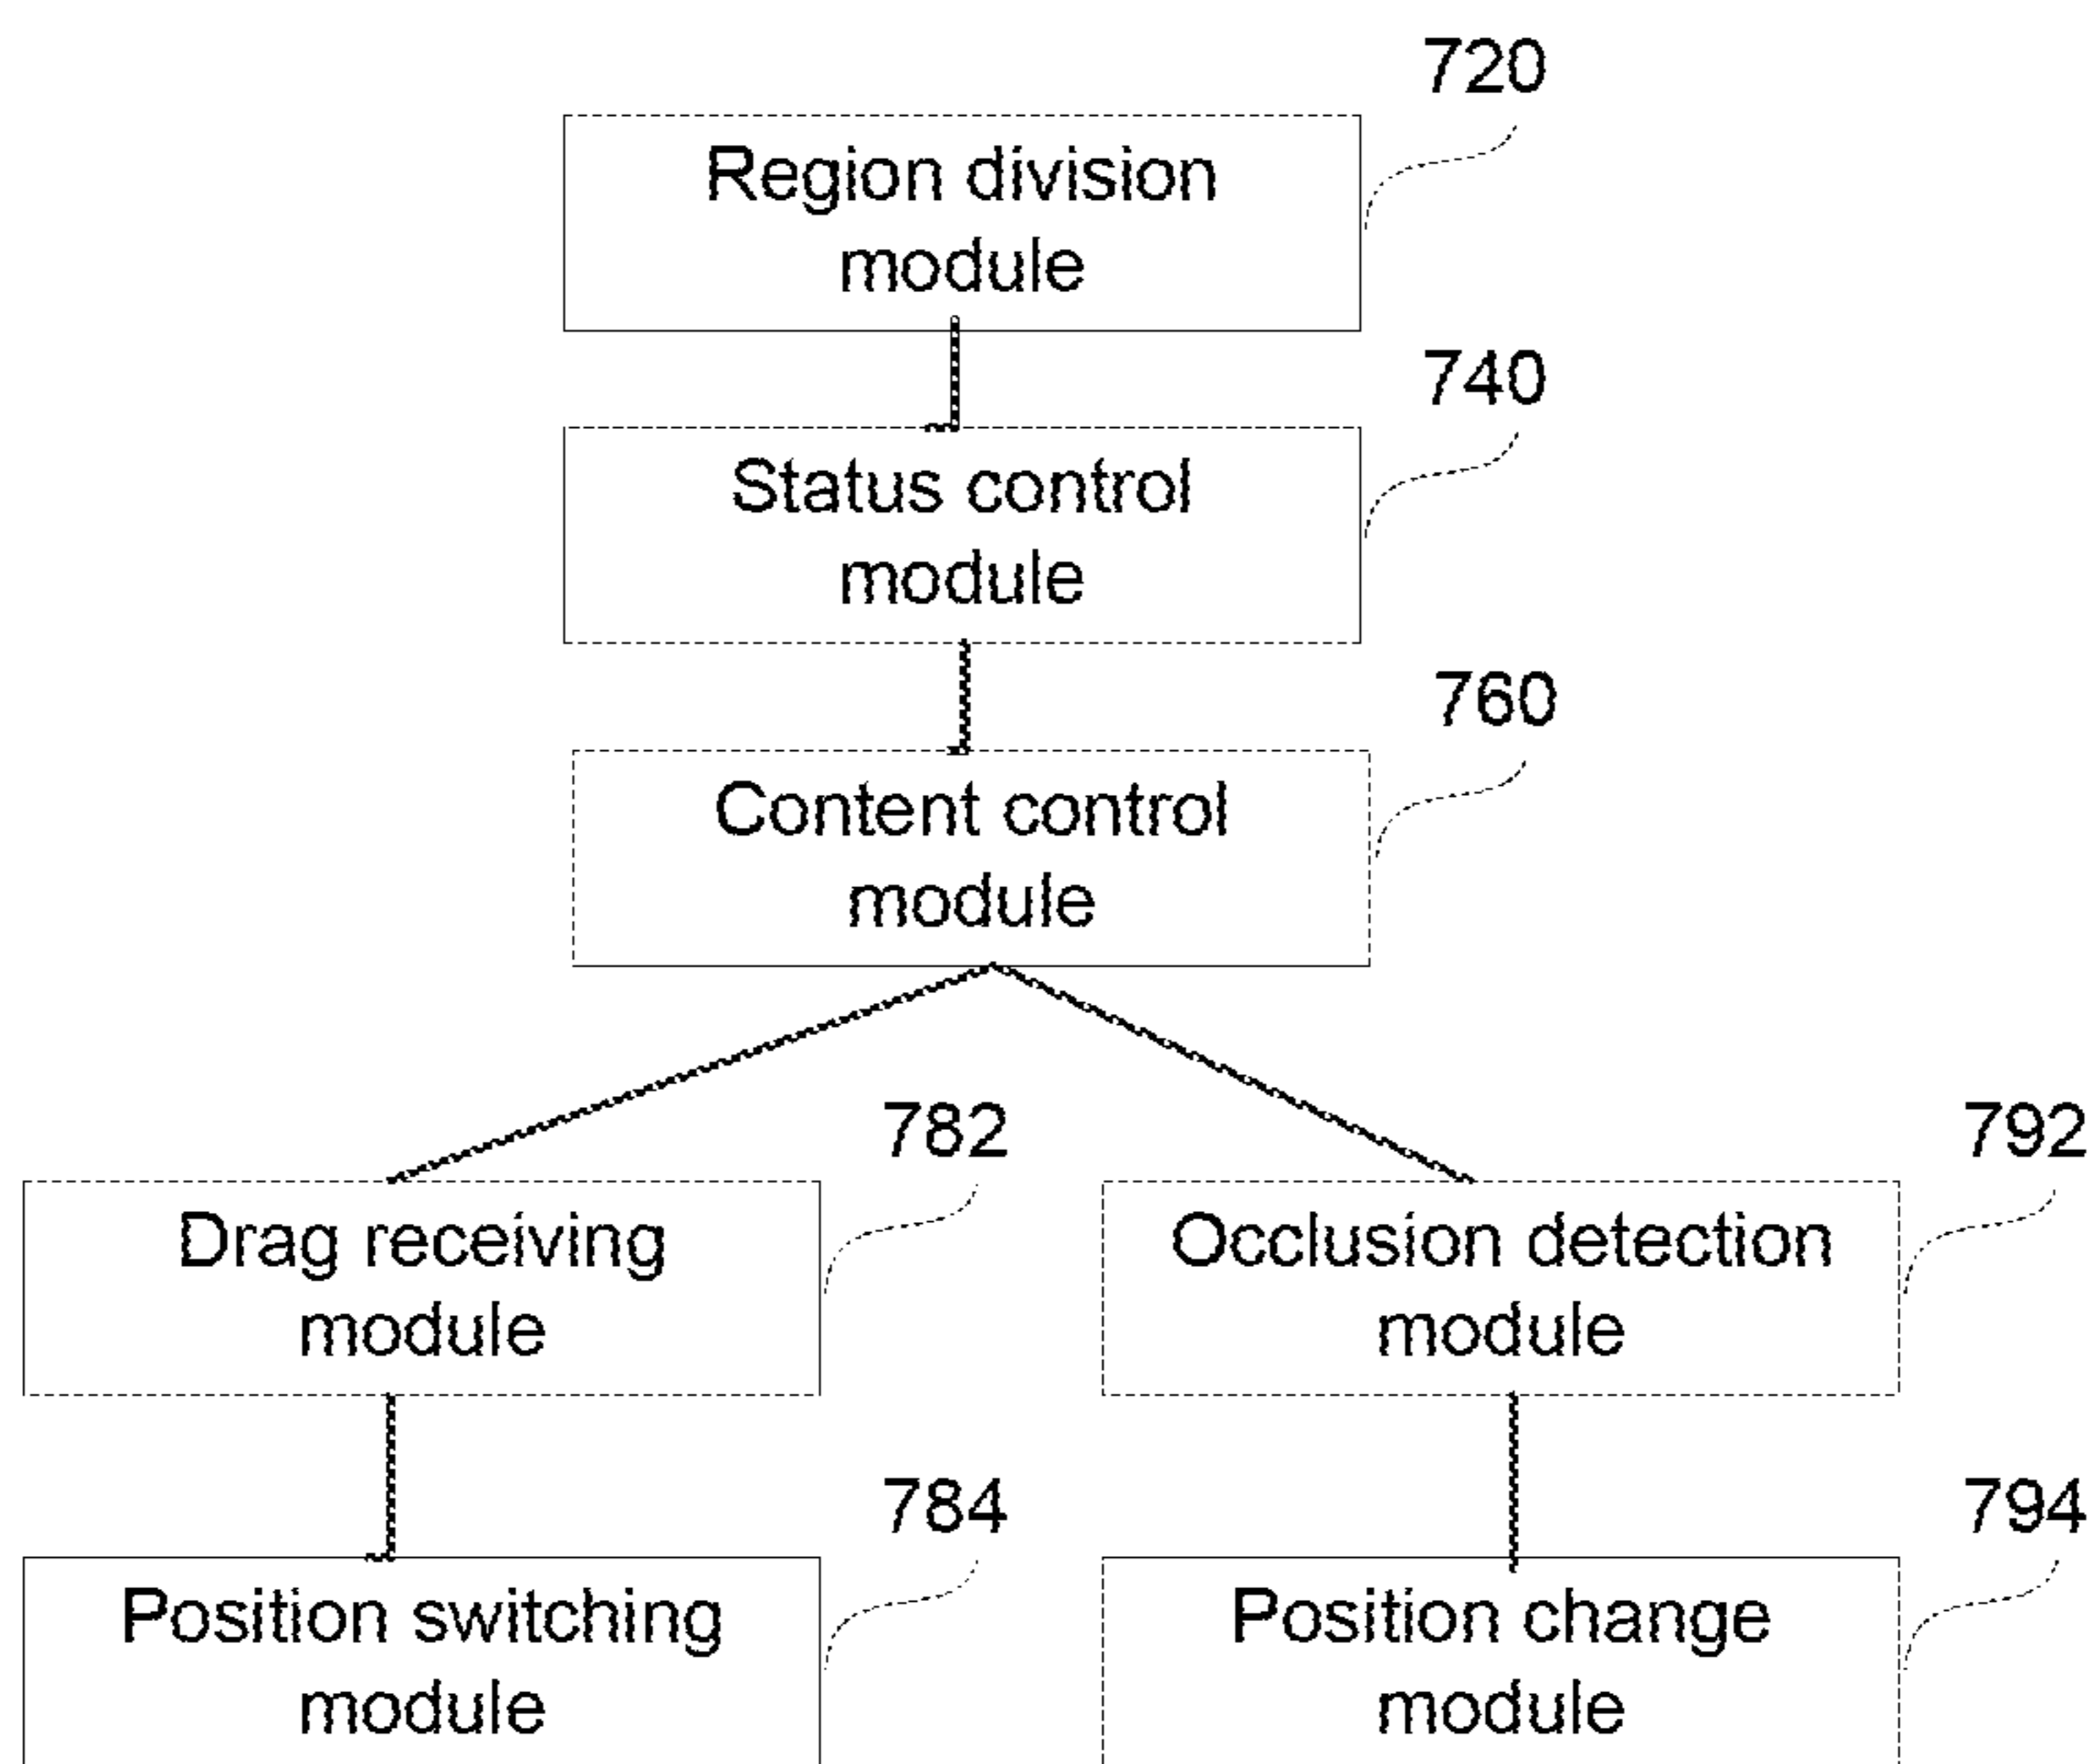 720
Region division
module
740
Status control
module
760
Content control
module
782
Drag receiving
module
792
Occlusion detection
module
784
Position switching
module
794
Position change
module